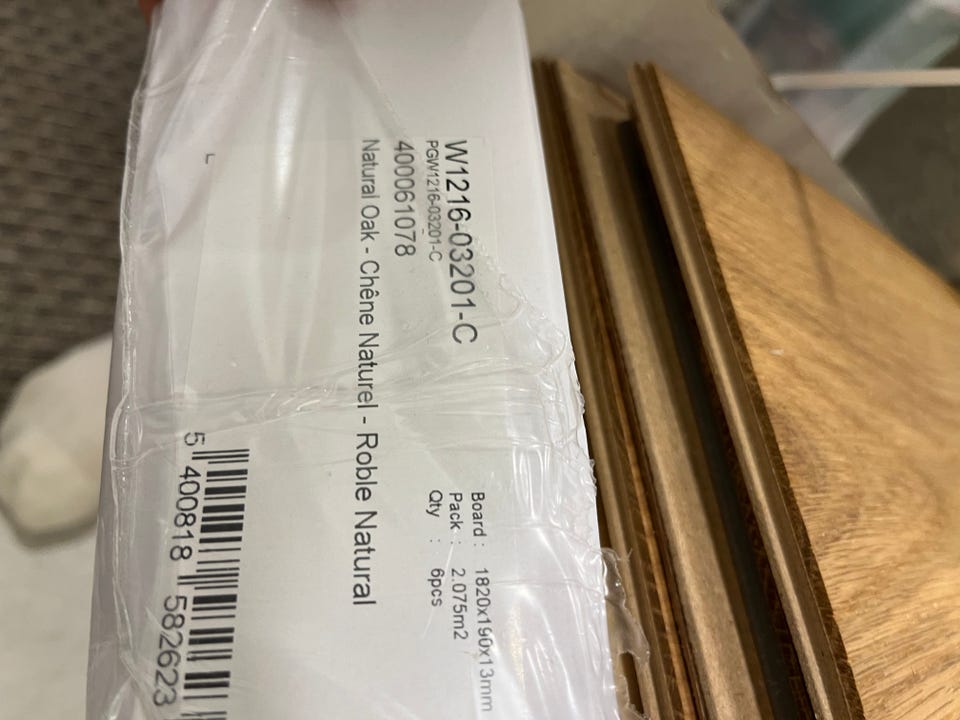 W1216-03201-C
PGW1216-03201-C
400061078
Natural Oak - Chêne Naturel - Roble Natural
Board : 1820x190x13mm
Pack : 2.075m2
Qty : 6pcs
5 400818 582623